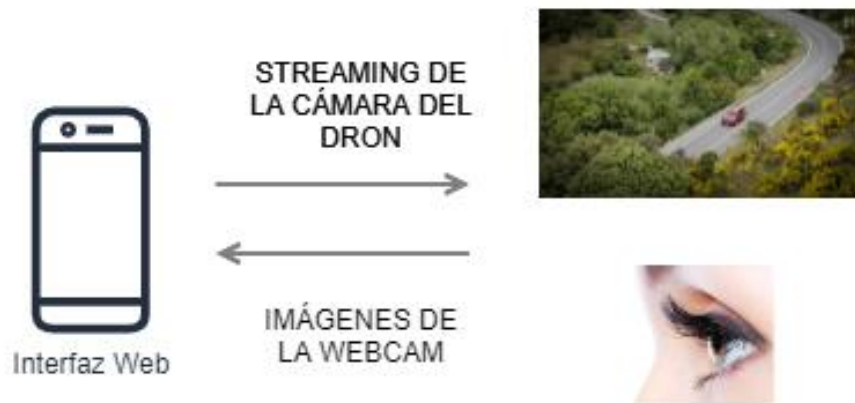 STREAMING DE
LA CÁMARA DEL
DRON
IMÁGENES DE
LA WEBCAM
Interfaz Web